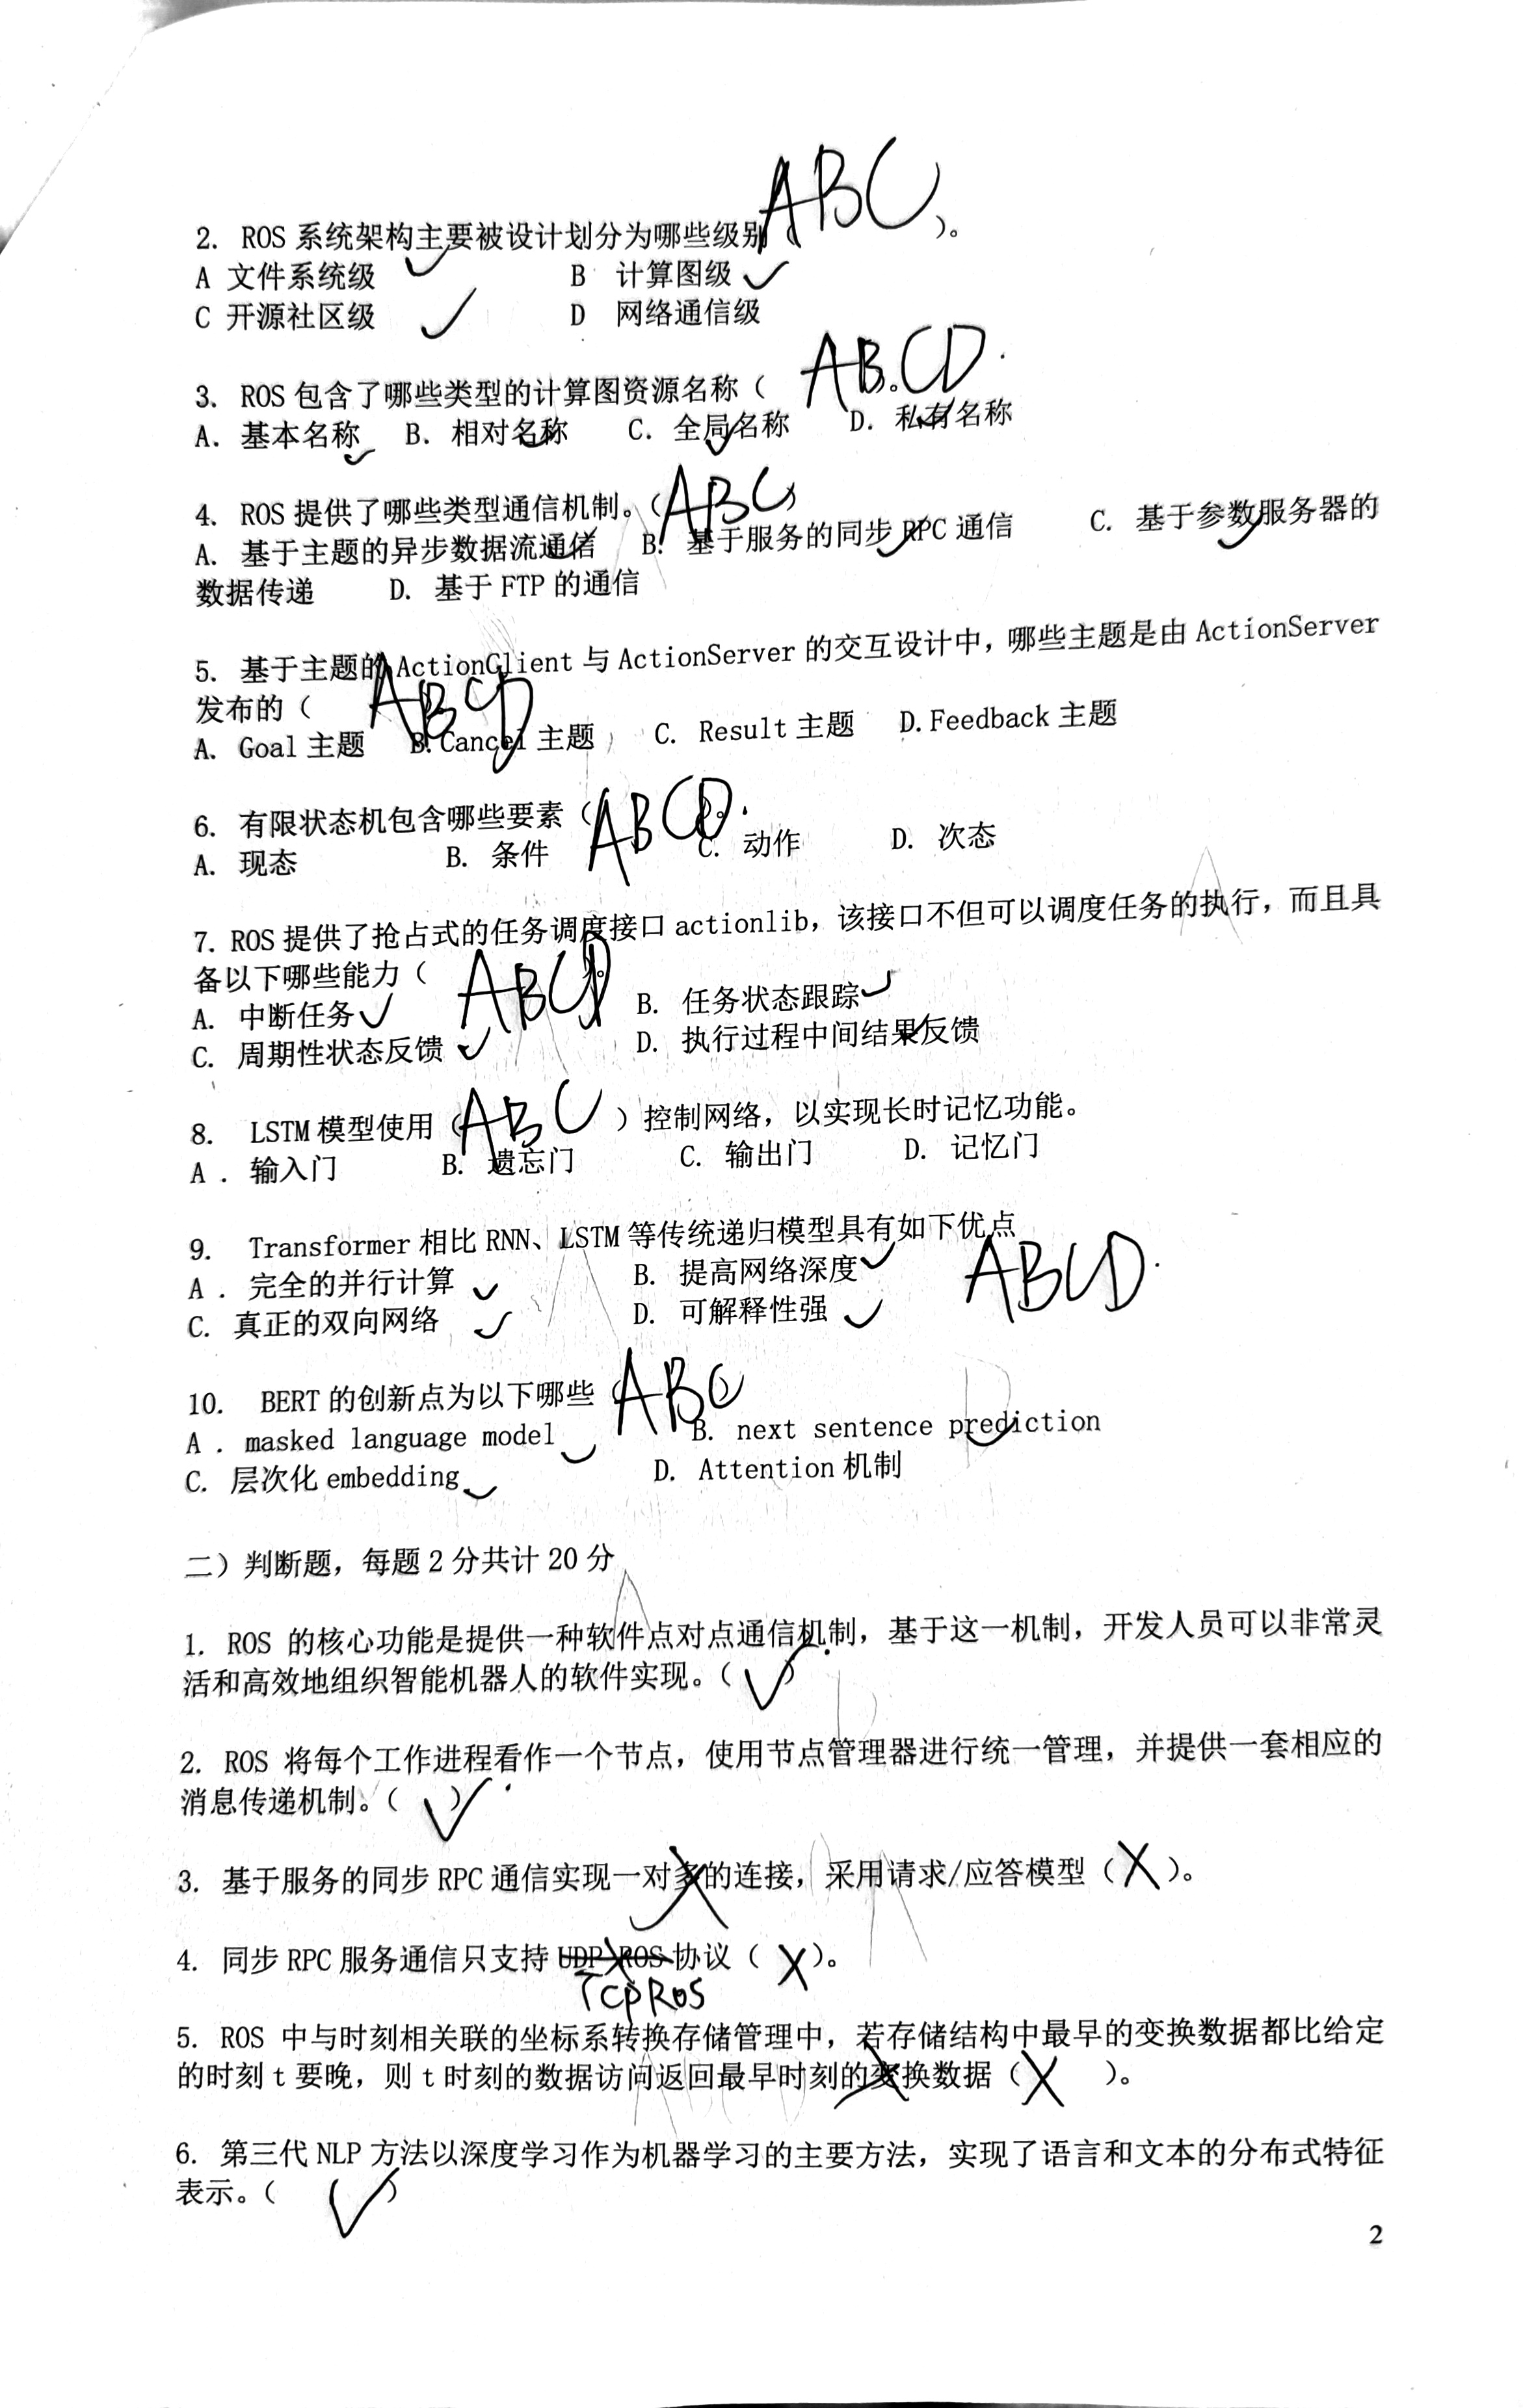 2. ROS 系统架构主要被设计划分为哪些级别（ABC）。
A 文件系统级 ✓ B 计算图级 ✓
C 开源社区级 ✓ D 网络通信级
3. ROS 包含了哪些类型的计算图资源名称（ABCD）。
A. 基本名称 ✓ B. 相对名称 ✓ C. 全局名称 ✓ D. 私有名称 ✓
4. ROS 提供了哪些类型通信机制。（ABC）
A. 基于主题的异步数据流通信 ✓ B. 基于服务的同步 RPC 通信 ✓ C. 基于参数服务器的 ✓
数据传递 D. 基于 FTP 的通信
5. 基于主题的 ActionClient 与 ActionServer 的交互设计中，哪些主题是由 ActionServer
发布的（ ABCD
A. Goal 主题 B. Cancel 主题 C. Result 主题 D. Feedback 主题
6. 有限状态机包含哪些要素（ABCD）。
A. 现态 B. 条件 C. 动作 D. 次态
7. ROS 提供了抢占式的任务调度接口 actionlib，该接口不但可以调度任务的执行，而且具
备以下哪些能力（ABCD）。
A. 中断任务 ✓ B. 任务状态跟踪 ✓
C. 周期性状态反馈 ✓ D. 执行过程中间结果反馈 ✓
8. LSTM 模型使用（ABC）控制网络，以实现长时记忆功能。
A . 输入门 B. 遗忘门 C. 输出门 D. 记忆门
9. Transformer 相比 RNN、LSTM 等传统递归模型具有如下优点 ABCD
A . 完全的并行计算 ✓ B. 提高网络深度 ✓
C. 真正的双向网络 ✓ D. 可解释性强 ✓
10. BERT 的创新点为以下哪些（ABC）
A . masked language model ✓ B. next sentence prediction ✓
C. 层次化 embedding ✓ D. Attention 机制
二）判断题，每题 2 分共计 20 分
1. ROS 的核心功能是提供一种软件点对点通信机制，基于这一机制，开发人员可以非常灵
活和高效地组织智能机器人的软件实现。（✓）
2. ROS 将每个工作进程看作一个节点，使用节点管理器进行统一管理，并提供一套相应的
消息传递机制。（✓）
3. 基于服务的同步 RPC 通信实现一对多的连接，采用请求/应答模型（X）。
4. 同步 RPC 服务通信只支持 UDP ROS 协议（X）。
TCPROS
5. ROS 中与时刻相关联的坐标系转换存储管理中，若存储结构中最早的变换数据都比给定
的时刻 t 要晚，则 t 时刻的数据访问返回最早时刻的变换数据（X）。
6. 第三代 NLP 方法以深度学习作为机器学习的主要方法，实现了语言和文本的分布式特征
表示。（✓）
2